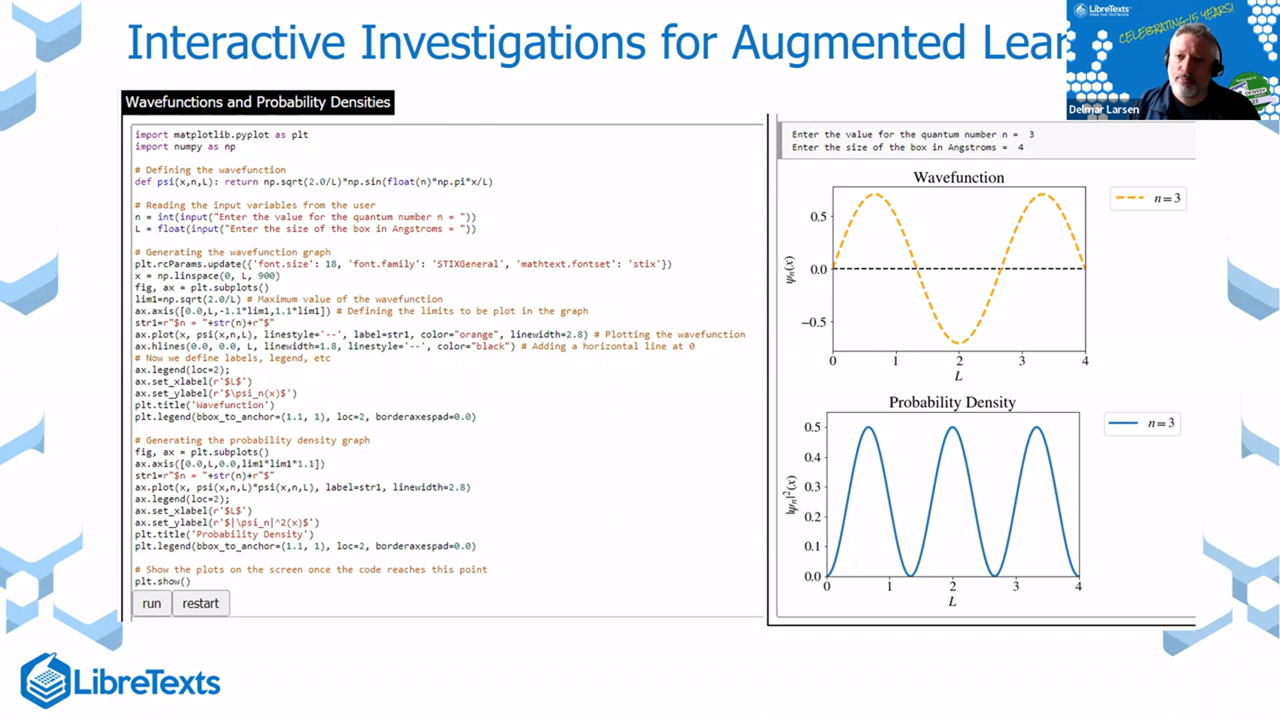 Interactive Investigations for Augmented Lear
LibreTexts
CELEBRATING 15 YEARS!
Delmar Larsen
Wavefunctions and Probability Densities
import matplotlib.pyplot as plt
import numpy as np
# Defining the wavefunction
def psi(x,n,L): return np.sqrt(2.0/L)*np.sin(float(n)*np.pi*x/L)
# Reading the input variables from the user
n = int(input("Enter the value for the quantum number n = "))
L = float(input("Enter the size of the box in Angstroms = "))
# Generating the wavefunction graph
plt.rcParams.update({'font.size': 18, 'font.family': 'STIXGeneral', 'mathtext.fontset': 'stix'})
x = np.linspace(0, L, 900)
fig, ax = plt.subplots()
lim1=np.sqrt(2.0/L) # Maximum value of the wavefunction
ax.axis([0.0,L,-1.1*lim1,1.1*lim1]) # Defining the limits to be plot in the graph
str1=r"$n = "+str(n)+r"$"
ax.plot(x, psi(x,n,L), linestyle='--', label=str1, color="orange", linewidth=2.8) # Plotting the wavefunction
ax.hlines(0.0, 0.0, L, linewidth=1.8, linestyle='--', color="black") # Adding a horizontal line at 0
# Now we define labels, legend, etc
ax.legend(loc=2);
ax.set_xlabel(r'$L$')
ax.set_ylabel(r'$\psi_n(x)$')
plt.title('Wavefunction')
plt.legend(bbox_to_anchor=(1.1, 1), loc=2, borderaxespad=0.0)
# Generating the probability density graph
fig, ax = plt.subplots()
ax.axis([0.0,L,0.0,lim1*lim1*1.1])
str1=r"$n = "+str(n)+r"$"
ax.plot(x, psi(x,n,L)*psi(x,n,L), label=str1, linewidth=2.8)
ax.legend(loc=2);
ax.set_xlabel(r'$L$')
ax.set_ylabel(r'$|\psi_n|^2(x)$')
plt.title('Probability Density')
plt.legend(bbox_to_anchor=(1.1, 1), loc=2, borderaxespad=0.0)
# Show the plots on the screen once the code reaches this point
plt.show()
run restart
Enter the value for the quantum number n = 3
Enter the size of the box in Angstroms = 4
Wavefunction
n = 3
0.5
0.0
−0.5
ψn(x)
0 1 2 3 4
L
Probability Density
n = 3
0.5
0.4
0.3
0.2
0.1
0.0
|ψn|²(x)
0 1 2 3 4
L
LibreTexts